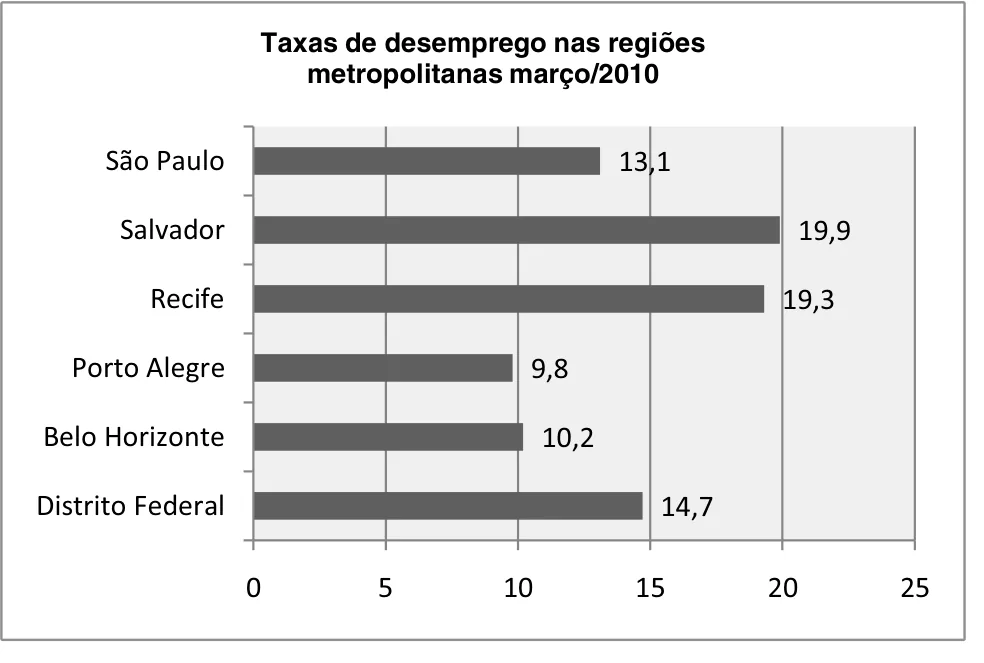 Taxas de desemprego nas regiões
metropolitanas março/2010
São Paulo 13,1
Salvador 19,9
Recife 19,3
Porto Alegre 9,8
Belo Horizonte 10,2
Distrito Federal 14,7
0 5 10 15 20 25